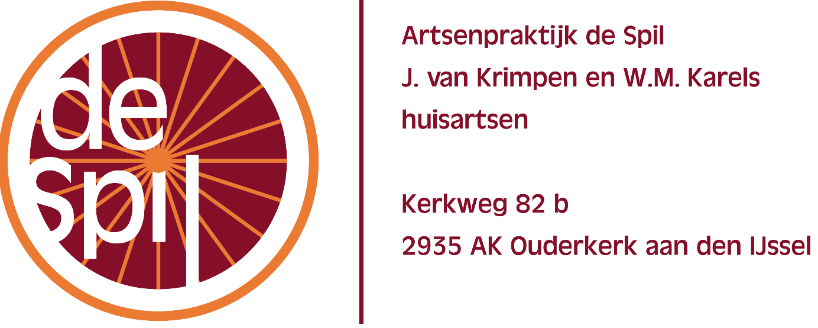 de
spil
Artsenpraktijk de Spil
J. van Krimpen en W.M. Karels
huisartsen
Kerkweg 82 b
2935 AK Ouderkerk aan den IJssel